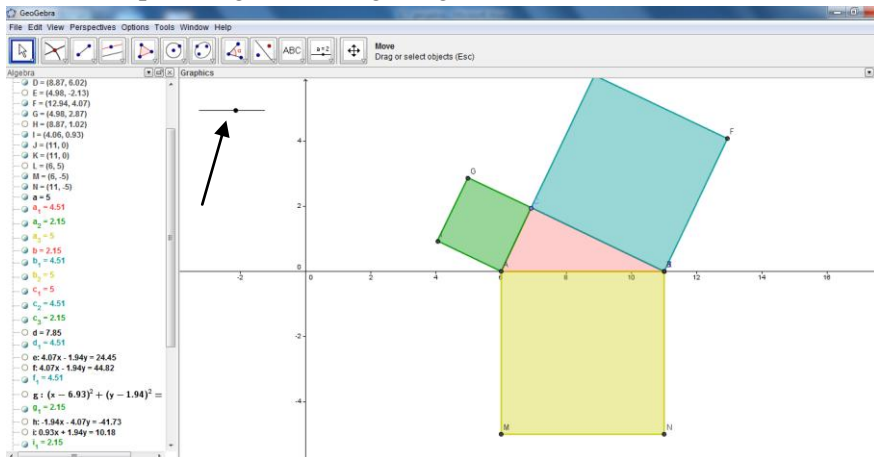 GeoGebra
File Edit View Perspectives Options Tools Window Help
ABC
a=2
Move
Drag or select objects (Esc)
Algebra
Graphics
D = (8.87, 6.02)
E = (4.98, -2.13)
F = (12.94, 4.07)
G = (4.98, 2.87)
H = (8.87, 1.02)
I = (4.06, 0.93)
J = (11, 0)
K = (11, 0)
L = (6, 5)
M = (6, -5)
N = (11, -5)
a = 5
a₁ = 4.51
a₂ = 2.15
a₃ = 5
b = 2.15
b₁ = 4.51
b₂ = 5
c₁ = 5
c₂ = 4.51
c₃ = 2.15
d = 7.85
d₁ = 4.51
e: 4.07x - 1.94y = 24.45
f: 4.07x - 1.94y = 44.82
f₁ = 4.51
g : (x − 6.93)² + (y − 1.94)² =
g₁ = 2.15
h: -1.94x - 4.07y = -41.73
i: 0.93x + 1.94y = 10.18
i₁ = 2.15
4
2
0
-2
-4
-2 0 2 4 6 8 10 12 14 16
F
G
A
M
N